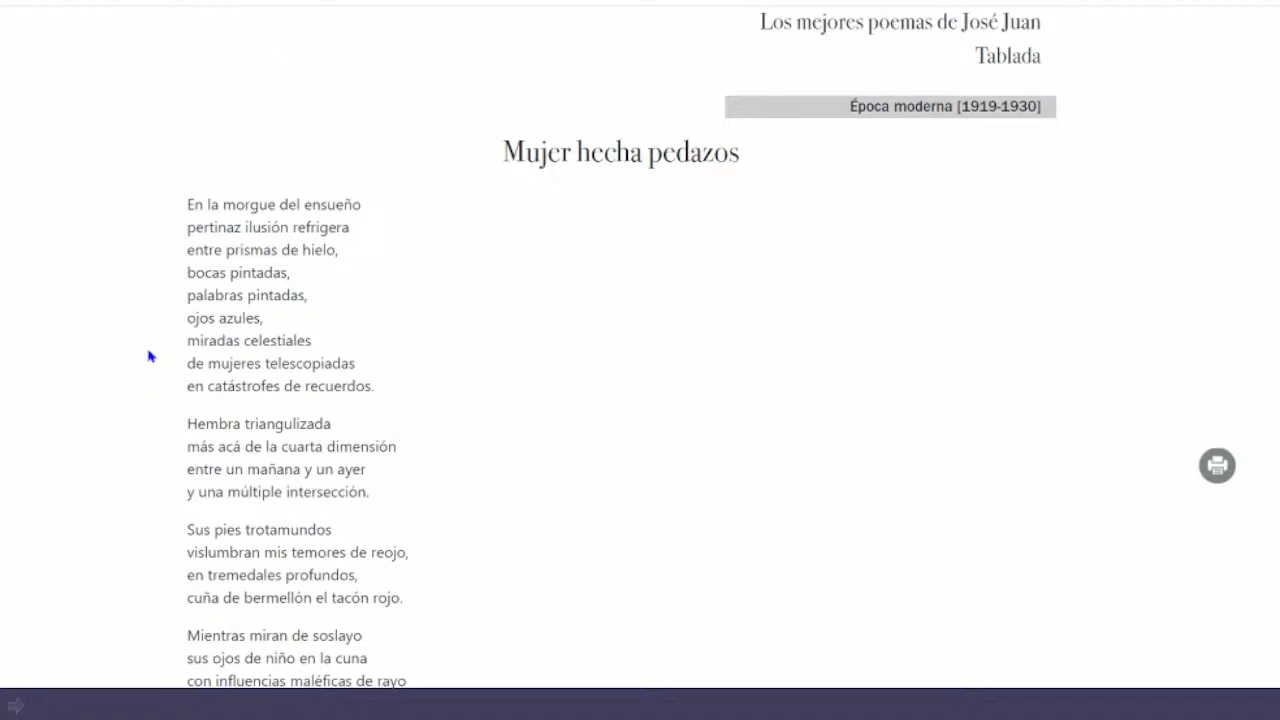 Los mejores poemas de José Juan
Tablada
Época moderna [1919-1930]
Mujer hecha pedazos
En la morgue del ensueño
pertinaz ilusión refrigera
entre prismas de hielo,
bocas pintadas,
palabras pintadas,
ojos azules,
miradas celestiales
de mujeres telescopiadas
en catástrofes de recuerdos.
Hembra triangulizada
más acá de la cuarta dimensión
entre un mañana y un ayer
y una múltiple intersección.
Sus pies trotamundos
vislumbran mis temores de reojo,
en tremedales profundos,
cuña de bermellón el tacón rojo.
Mientras miran de soslayo
sus ojos de niño en la cuna
con influencias maléficas de rayo